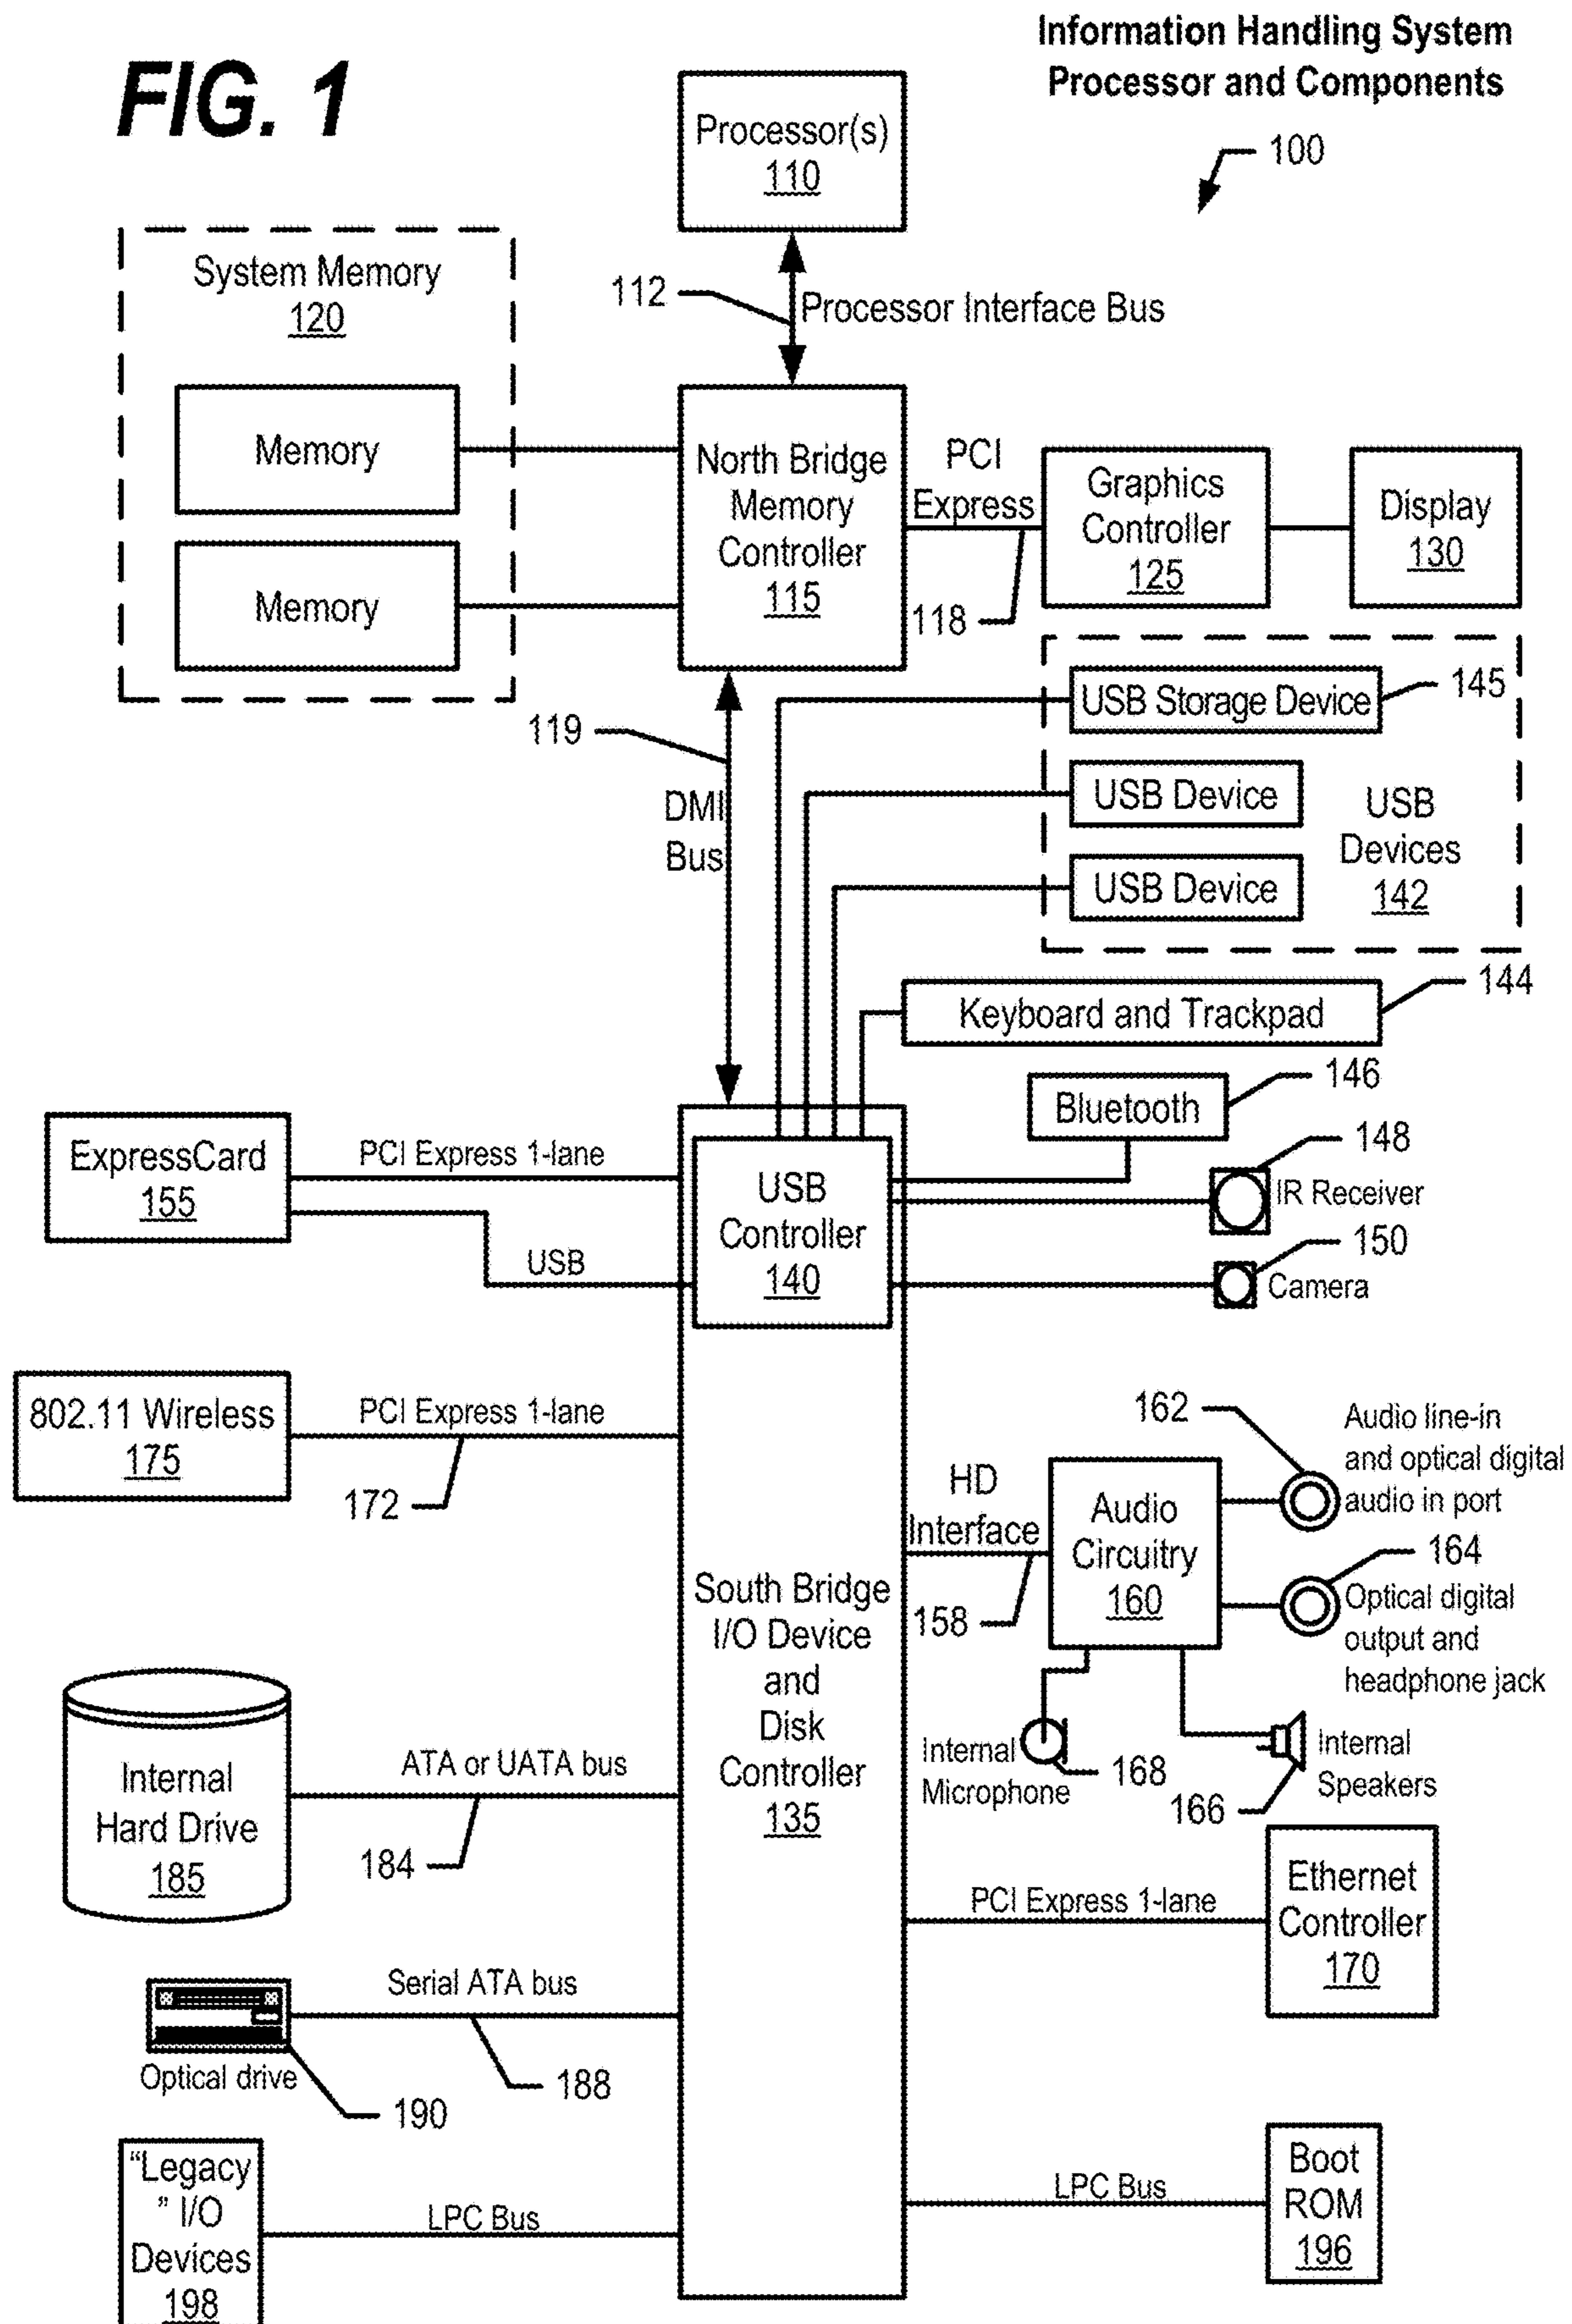 Information Handling System
Processor and Components
FIG. 1
100
Processor(s)
110
System Memory
120
112
Processor Interface Bus
Memory
Memory
North Bridge
Memory
Controller
115
PCI
Express
118
Graphics
Controller
125
Display
130
119
DMI
Bus
USB Storage Device
145
USB Device
USB Device
USB
Devices
142
Keyboard and Trackpad
144
Bluetooth
146
148
IR Receiver
150
Camera
ExpressCard
155
PCI Express 1-lane
USB
USB
Controller
140
802.11 Wireless
175
PCI Express 1-lane
172
162
Audio line-in
and optical digital
audio in port
HD
Interface
158
Audio
Circuitry
160
164
Optical digital
output and
headphone jack
South Bridge
I/O Device
and
Disk
Controller
135
Internal
Microphone
168
166
Internal
Speakers
Internal
Hard Drive
185
ATA or UATA bus
184
PCI Express 1-lane
Ethernet
Controller
170
Serial ATA bus
188
Optical drive
190
“Legacy
” I/O
Devices
198
LPC Bus
LPC Bus
Boot
ROM
196